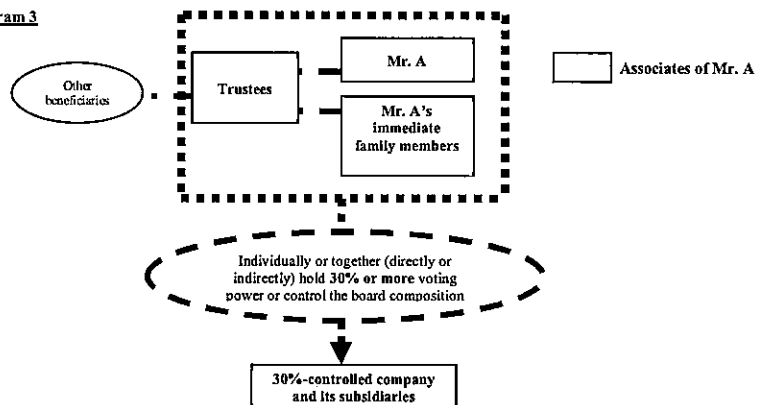 ram 3
Other
beneficiaries
Trustees
Mr. A
Mr. A's
immediate
family members
Associates of Mr. A
Individually or together (directly or
indirectly) hold 30% or more voting
power or control the board composition
30%-controlled company
and its subsidiaries